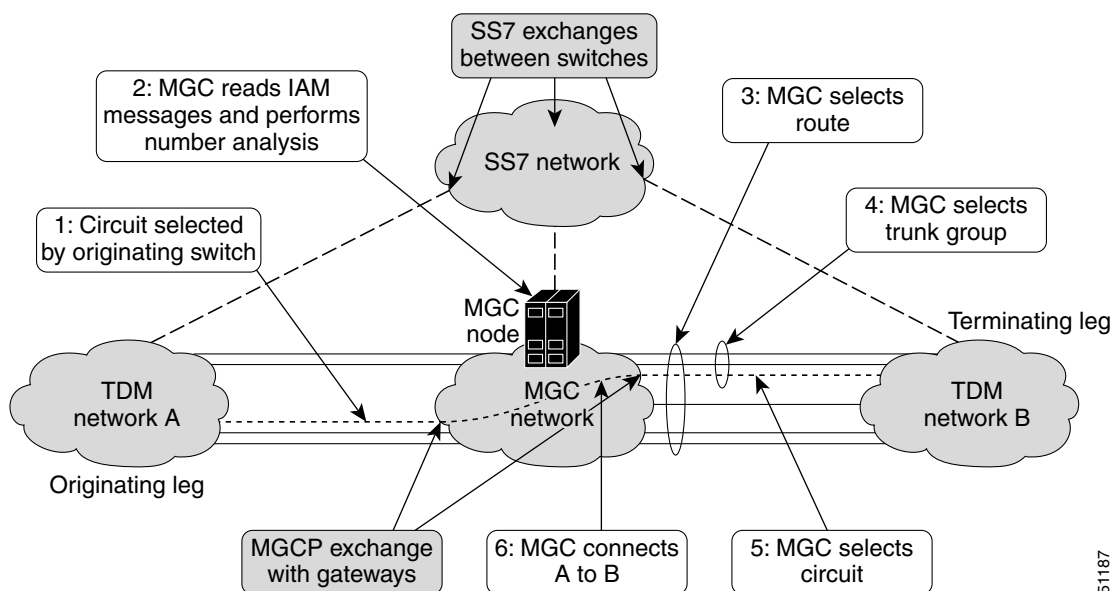 SS7 exchanges
between switches
2: MGC reads IAM
messages and performs
number analysis
3: MGC selects
route
SS7 network
1: Circuit selected
by originating switch
4: MGC selects
trunk group
MGC
node
Terminating leg
TDM
network A
MGC
network
TDM
network B
Originating leg
MGCP exchange
with gateways
6: MGC connects
A to B
5: MGC selects
circuit
51187